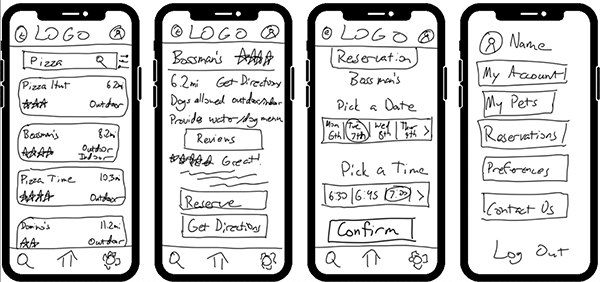 LOGO
Pizza
Pizza Hut 6.2mi
Outdoor
Bossman's 8.2mi
Outdoor
Indoor
Pizza Time 10.3mi
Outdoor
Domino's 11.2mi
Outdoor
LOGO
Bossman's
6.2mi Get Directions
Dogs allowed outdoor/indoor
Provides water/dog menu
Reviews
Great!
Reserve
Get Directions
LOGO
Reservation
Bossman's
Pick a Date
Mon Tue Wed Thur
6th 7th 8th 9th >
Pick a Time
6:30 6:45 7:00 >
Confirm
Name
My Account
My Pets
Reservations
Preferences
Contact Us
Log Out